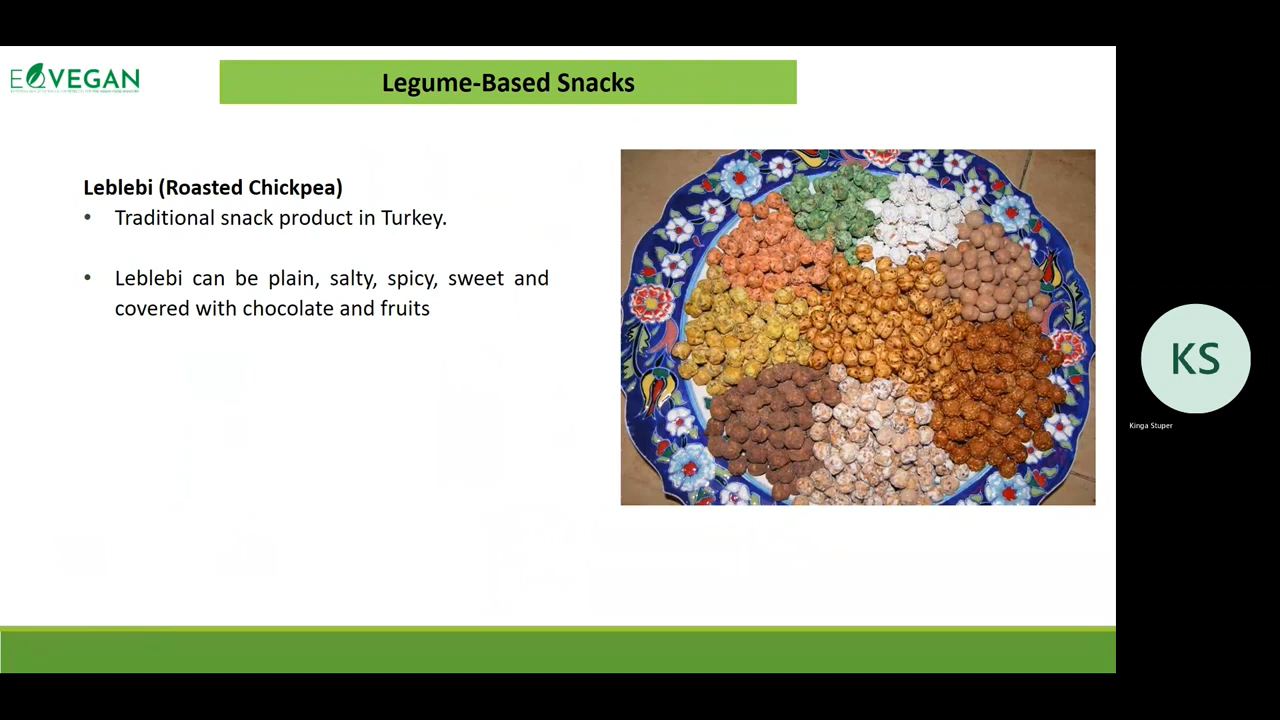 EQVEGAN
Legume-Based Snacks
Leblebi (Roasted Chickpea)
• Traditional snack product in Turkey.
• Leblebi can be plain, salty, spicy, sweet and
covered with chocolate and fruits
KS
Kinga Stuper